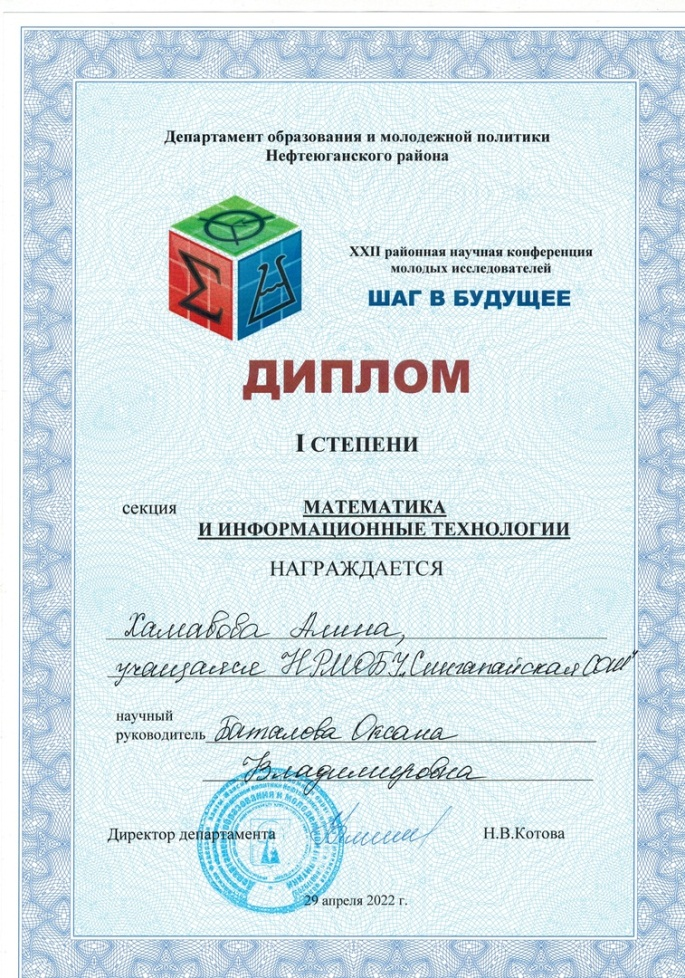 Департамент образования и молодежной политики
Нефтеюганского района
XXII районная научная конференция
молодых исследователей
ШАГ В БУДУЩЕЕ
ДИПЛОМ
I СТЕПЕНИ
секция МАТЕМАТИКА
И ИНФОРМАЦИОННЫЕ ТЕХНОЛОГИИ
НАГРАЖДАЕТСЯ
Хамавова Алина,
учащаяся НРМОБУ „Сингапайская СОШ"
научный
руководитель Баталова Оксана
Владимировна
Директор департамента Н.В.Котова
29 апреля 2022 г.